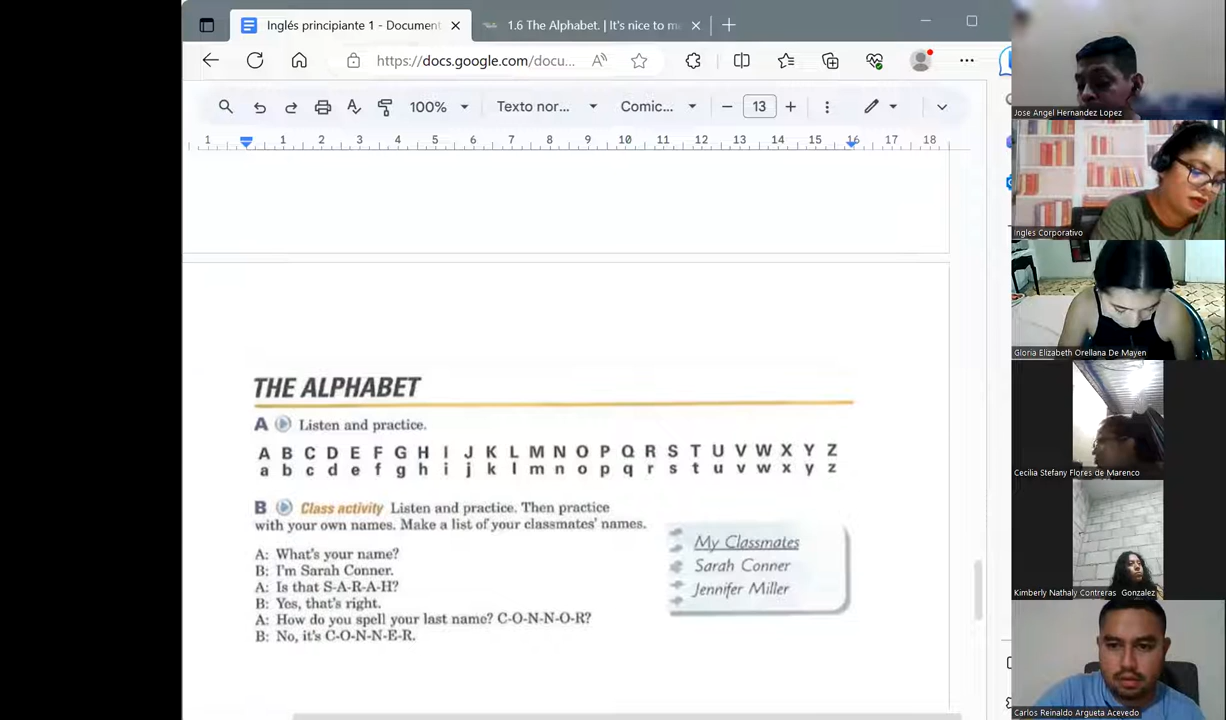 Inglés principiante 1 - Document
1.6 The Alphabet. | It's nice to me
https://docs.google.com/docu...
100%
Texto nor...
Comic...
13
1 1 2 3 4 5 6 7 8 9 10 11 12 13 14 15 16 17 18
THE ALPHABET
A Listen and practice.
A B C D E F G H I J K L M N O P Q R S T U V W X Y Z
a b c d e f g h i j k l m n o p q r s t u v w x y z
B Class activity Listen and practice. Then practice
with your own names. Make a list of your classmates' names.
A: What's your name?
B: I'm Sarah Conner.
A: Is that S-A-R-A-H?
B: Yes, that's right.
A: How do you spell your last name? C-O-N-N-O-R?
B: No, it's C-O-N-N-E-R.
My Classmates
Sarah Conner
Jennifer Miller
Jose Angel Hernandez Lopez
Ingles Corporativo
Gloria Elizabeth Orellana De Mayen
Cecilia Stefany Flores de Marenco
Kimberly Nathaly Contreras Gonzalez
Carlos Reinaldo Argueta Acevedo